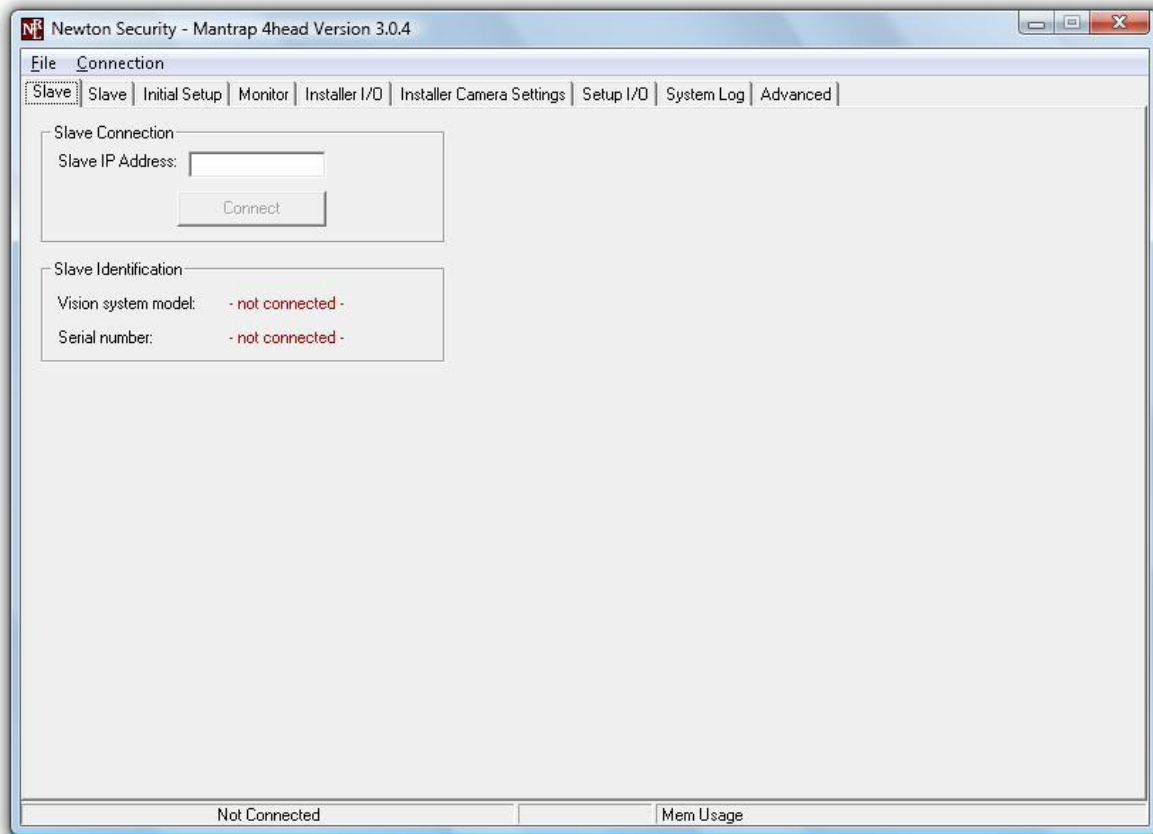 NRL Newton Security - Mantrap 4head Version 3.0.4
File Connection
Slave Slave Initial Setup Monitor Installer I/O Installer Camera Settings Setup I/O System Log Advanced
Slave Connection
Slave IP Address:
Connect
Slave Identification
Vision system model: - not connected -
Serial number: - not connected -
Not Connected Mem Usage